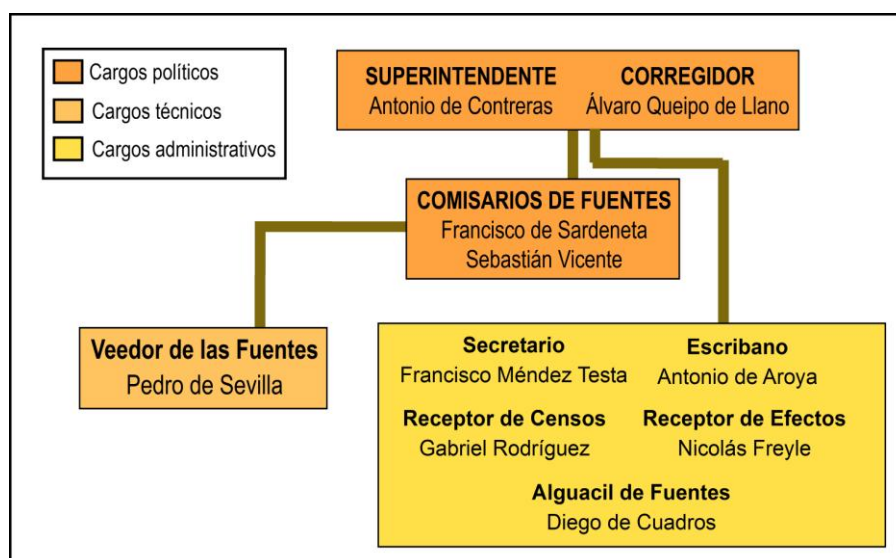 Cargos políticos
Cargos técnicos
Cargos administrativos
SUPERINTENDENTE
Antonio de Contreras
CORREGIDOR
Álvaro Queipo de Llano
COMISARIOS DE FUENTES
Francisco de Sardeneta
Sebastián Vicente
Veedor de las Fuentes
Pedro de Sevilla
Secretario
Francisco Méndez Testa
Escribano
Antonio de Aroya
Receptor de Censos
Gabriel Rodríguez
Receptor de Efectos
Nicolás Freyle
Alguacil de Fuentes
Diego de Cuadros